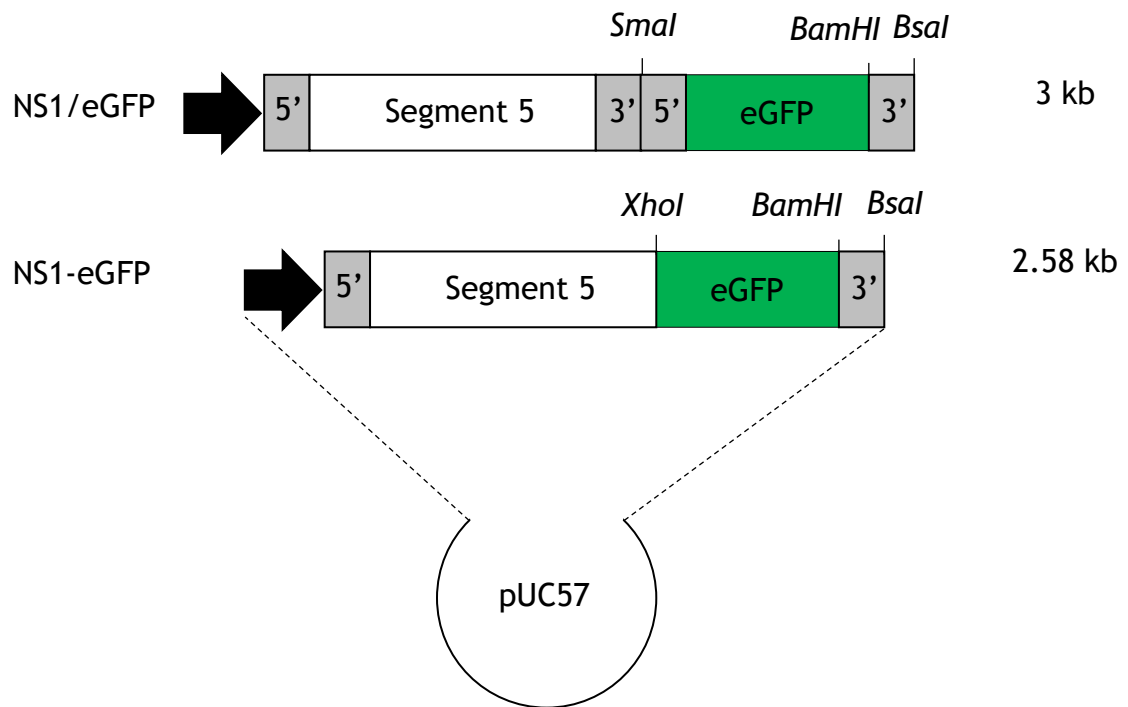 SmaI BamHI BsaI
NS1/eGFP 5’ Segment 5 3’ 5’ eGFP 3’ 3 kb
XhoI BamHI BsaI
NS1-eGFP 5’ Segment 5 eGFP 3’ 2.58 kb
pUC57